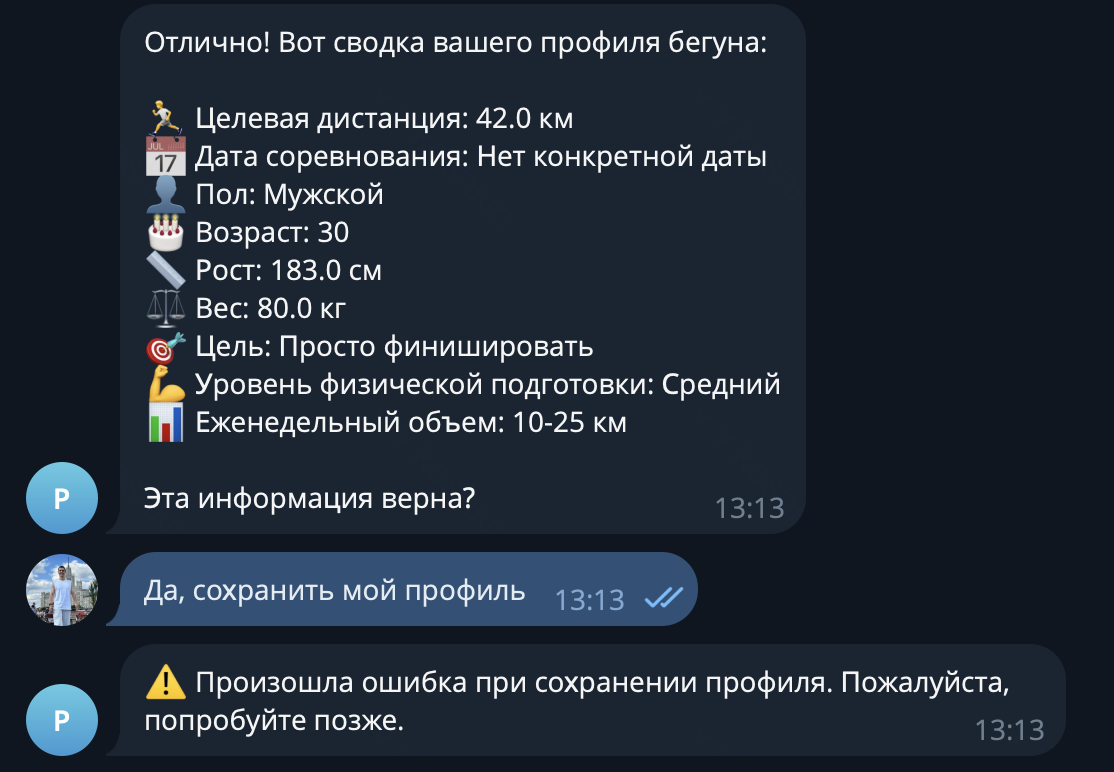 Отлично! Вот сводка вашего профиля бегуна:
🏃 Целевая дистанция: 42.0 км
📅 Дата соревнования: Нет конкретной даты
👤 Пол: Мужской
🎂 Возраст: 30
📏 Рост: 183.0 см
⚖️ Вес: 80.0 кг
🎯 Цель: Просто финишировать
💪 Уровень физической подготовки: Средний
📊 Еженедельный объем: 10-25 км
P Эта информация верна? 13:13
Да, сохранить мой профиль 13:13
⚠️ Произошла ошибка при сохранении профиля. Пожалуйста,
P попробуйте позже. 13:13